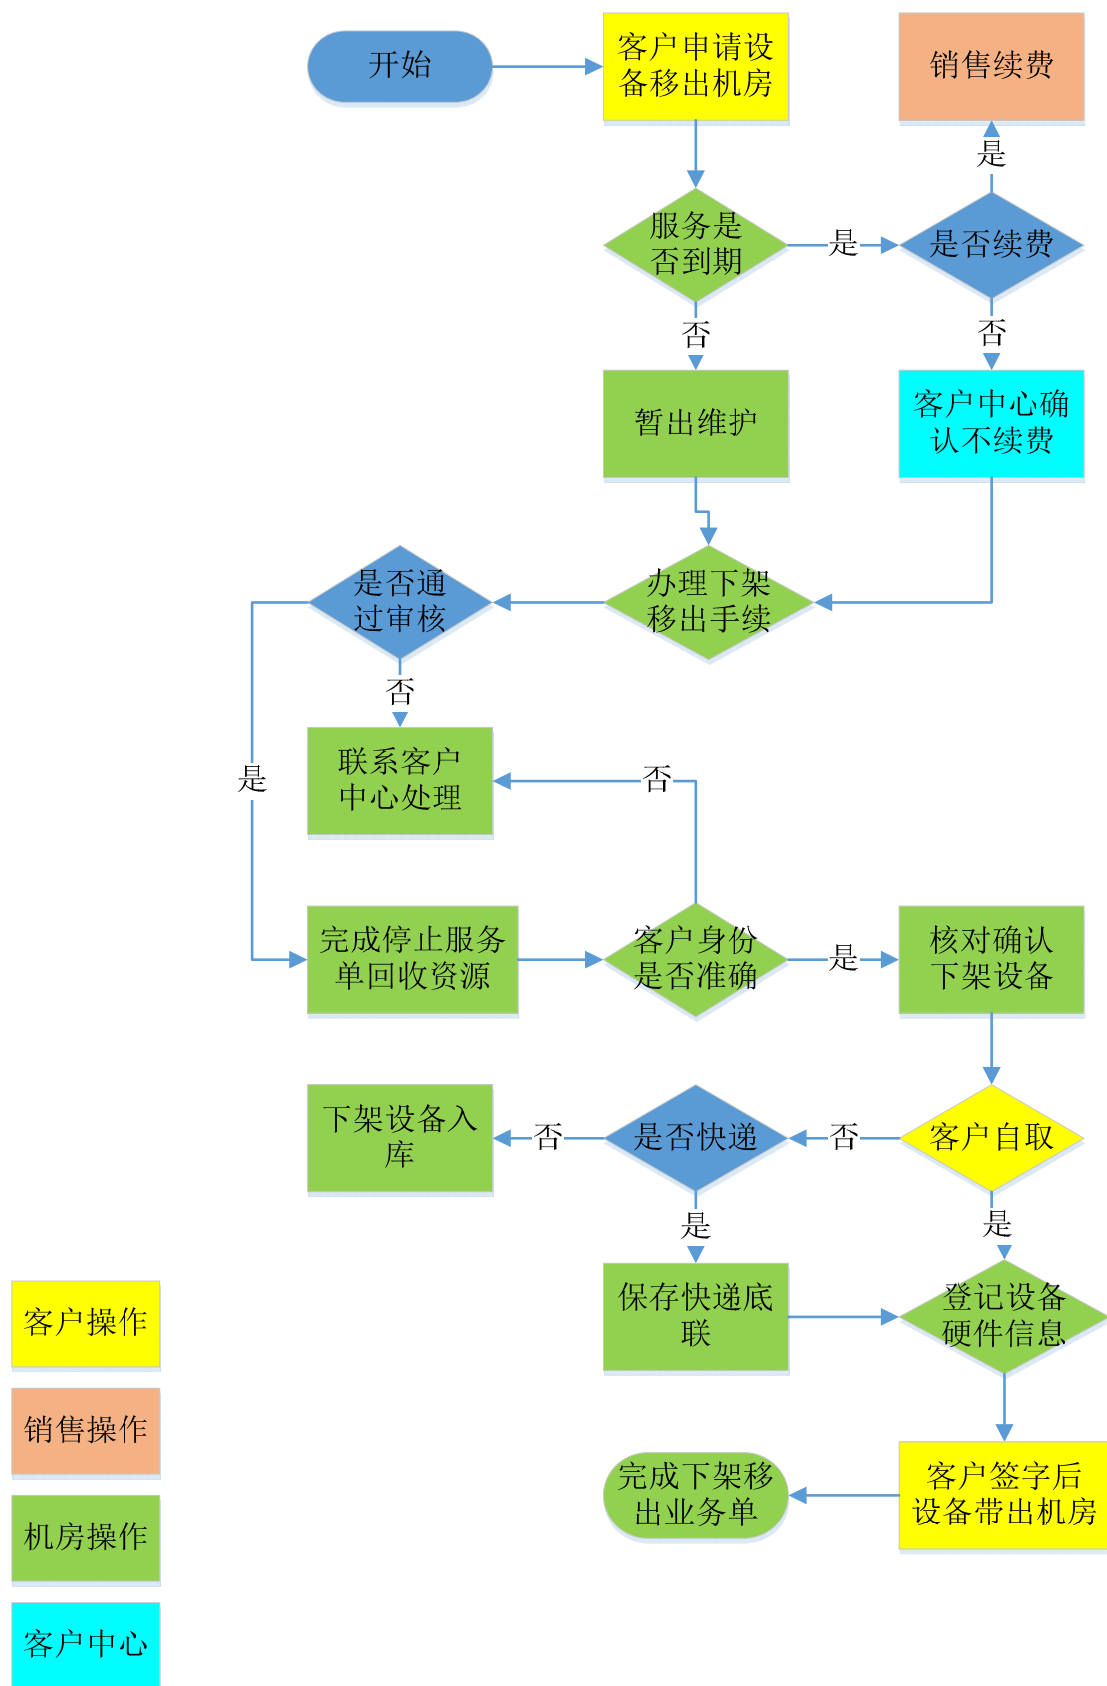 开始
客户申请设
备移出机房
销售续费
是
服务是
否到期
是
是否续费
否
否
暂出维护
客户中心确
认不续费
是否通
过审核
办理下架
移出手续
否
是
联系客户
中心处理
否
完成停止服务
单回收资源
客户身份
是否准确
是
核对确认
下架设备
下架设备入
库
否
是否快递
否
客户自取
是
是
保存快递底
联
登记设备
硬件信息
客户操作
销售操作
完成下架移
出业务单
客户签字后
设备带出机房
机房操作
客户中心